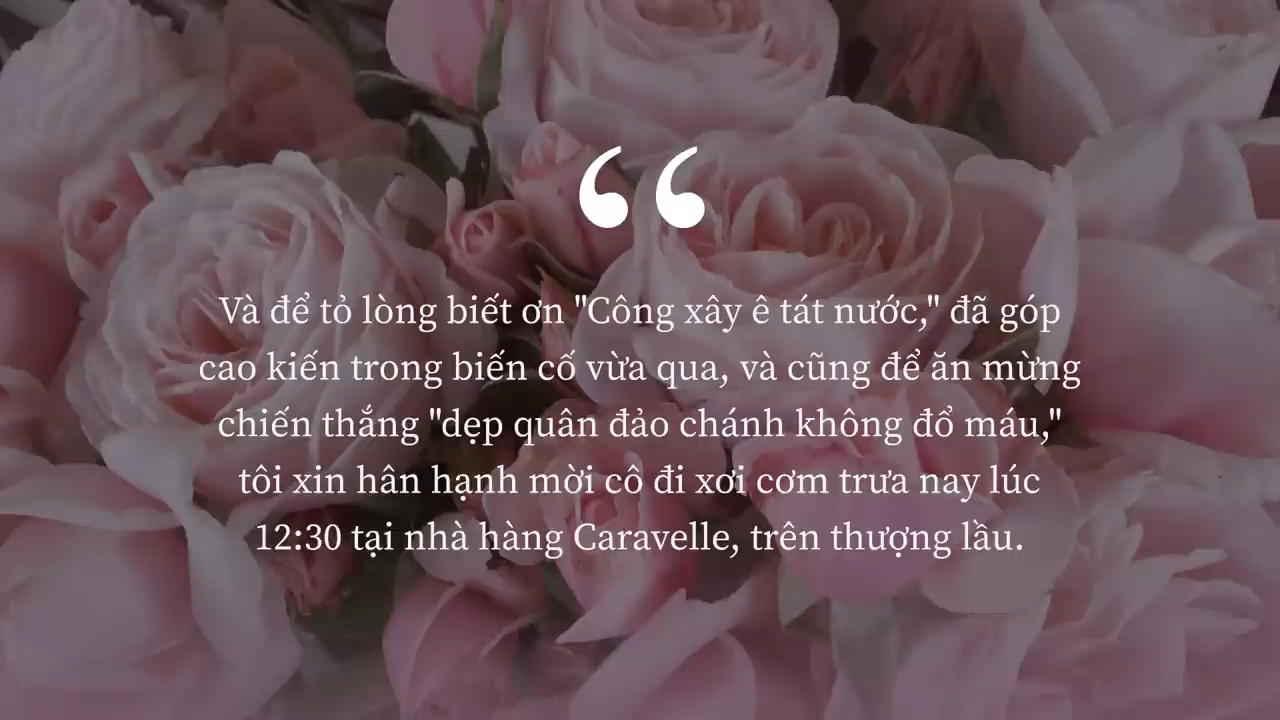 “
Và để tỏ lòng biết ơn "Công xây ê tát nước," đã góp
cao kiến trong biến cố vừa qua, và cũng để ăn mừng
chiến thắng "dẹp quân đảo chánh không đổ máu,"
tôi xin hân hạnh mời cô đi xơi cơm trưa nay lúc
12:30 tại nhà hàng Caravelle, trên thượng lầu.